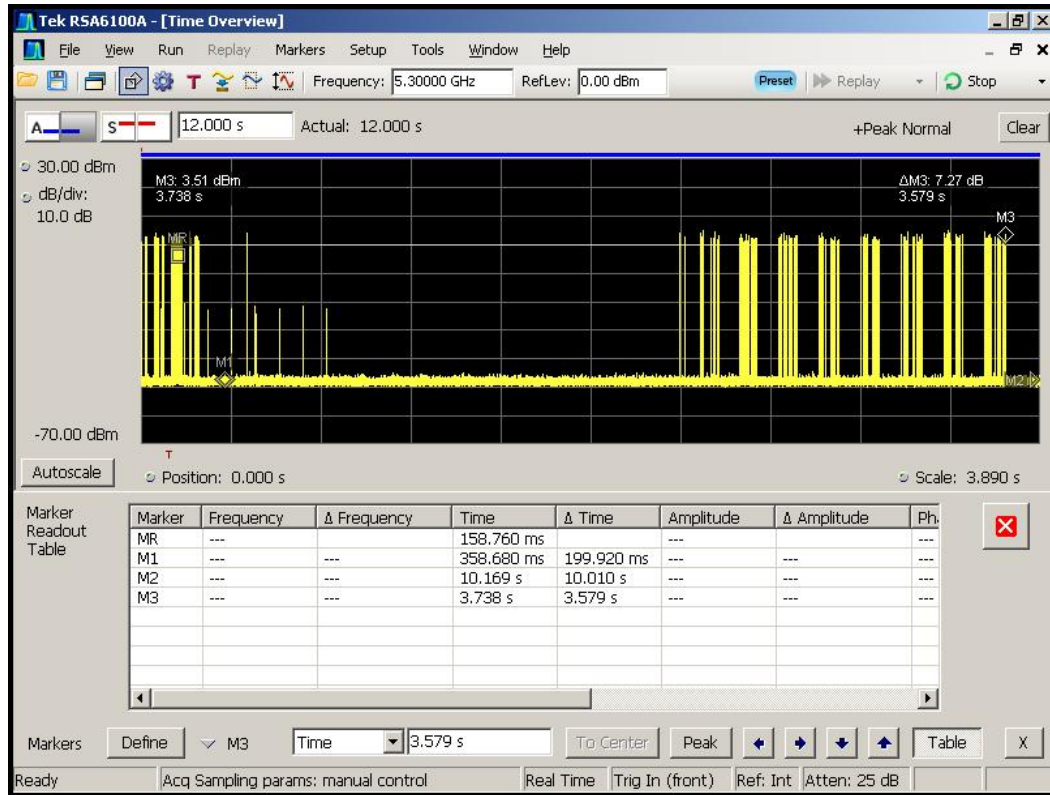 Tek RSA6100A - [Time Overview]
File View Run Replay Markers Setup Tools Window Help
T Frequency: 5.30000 GHz RefLev: 0.00 dBm Preset Replay Stop
A S 12.000 s Actual: 12.000 s +Peak Normal Clear
30.00 dBm
dB/div:
10.0 dB
M3: 3.51 dBm
3.738 s
ΔM3: 7.27 dB
3.579 s
M3
MR
M1
M2
-70.00 dBm
T
Autoscale Position: 0.000 s Scale: 3.890 s
Marker
Readout
Table
Marker Frequency Δ Frequency Time Δ Time Amplitude Δ Amplitude Ph
MR --- 158.760 ms --- ---
M1 --- --- 358.680 ms 199.920 ms --- --- ---
M2 --- --- 10.169 s 10.010 s --- --- ---
M3 --- --- 3.738 s 3.579 s --- --- ---
Markers Define M3 Time 3.579 s To Center Peak Table X
Ready Acq Sampling params: manual control Real Time Trig In (front) Ref: Int Atten: 25 dB